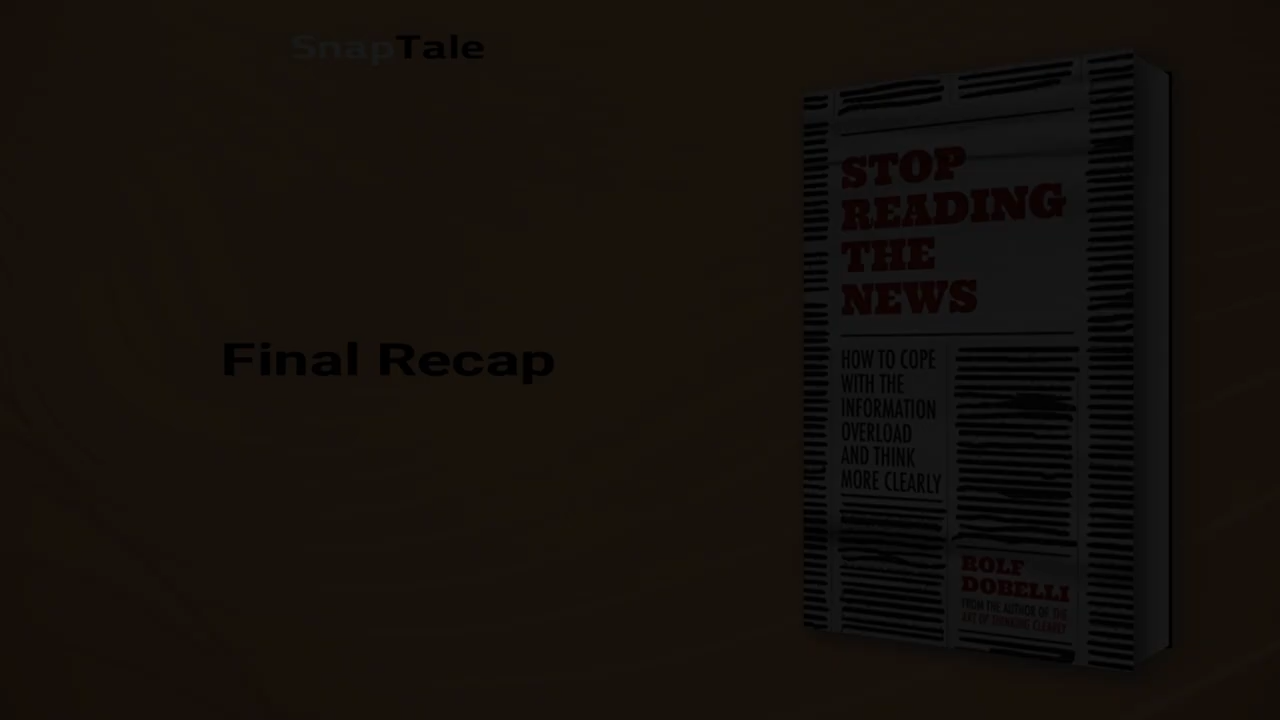 SnapTale
Final Recap
STOP
READING
THE
NEWS
HOW TO COPE
WITH THE
INFORMATION
OVERLOAD
AND THINK
MORE CLEARLY
ROLF
DOBELLI
FROM THE AUTHOR OF THE
ART OF THINKING CLEARLY